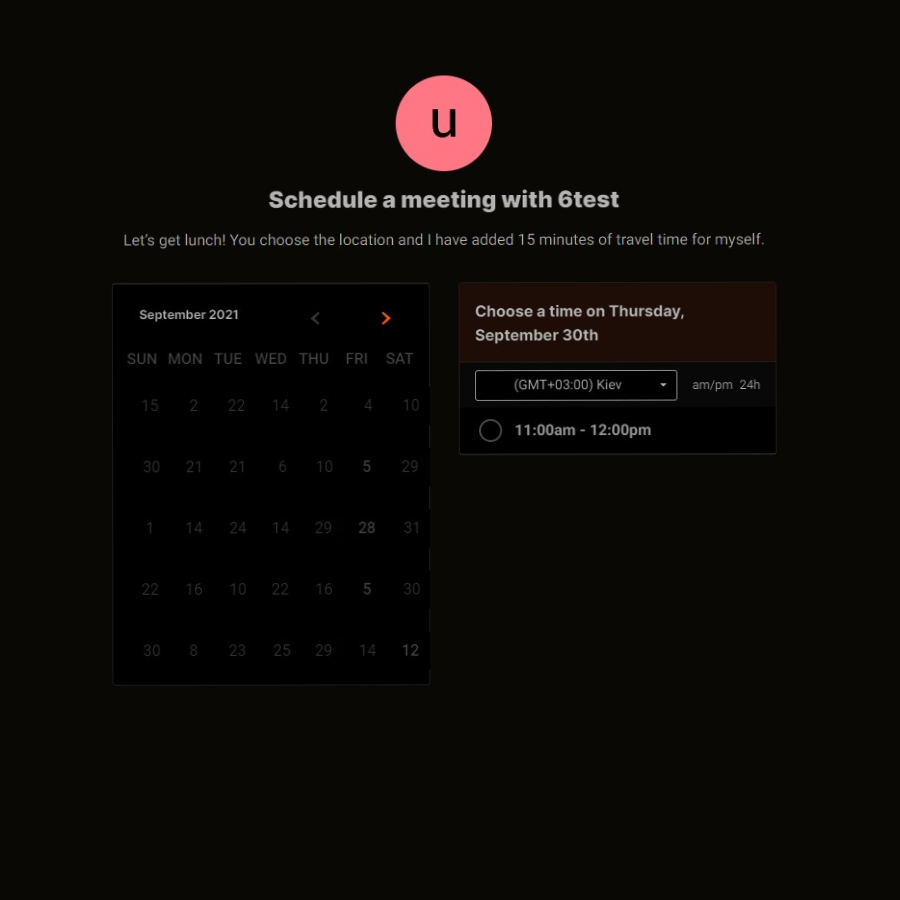 u
Schedule a meeting with 6test
Let's get lunch! You choose the location and I have added 15 minutes of travel time for myself.
September 2021
SUN MON TUE WED THU FRI SAT
15 2 22 14 2 4 10
30 21 21 6 10 5 29
1 14 24 14 29 28 31
22 16 10 22 16 5 30
30 8 23 25 29 14 12
Choose a time on Thursday,
September 30th
(GMT+03:00) Kiev am/pm 24h
11:00am - 12:00pm